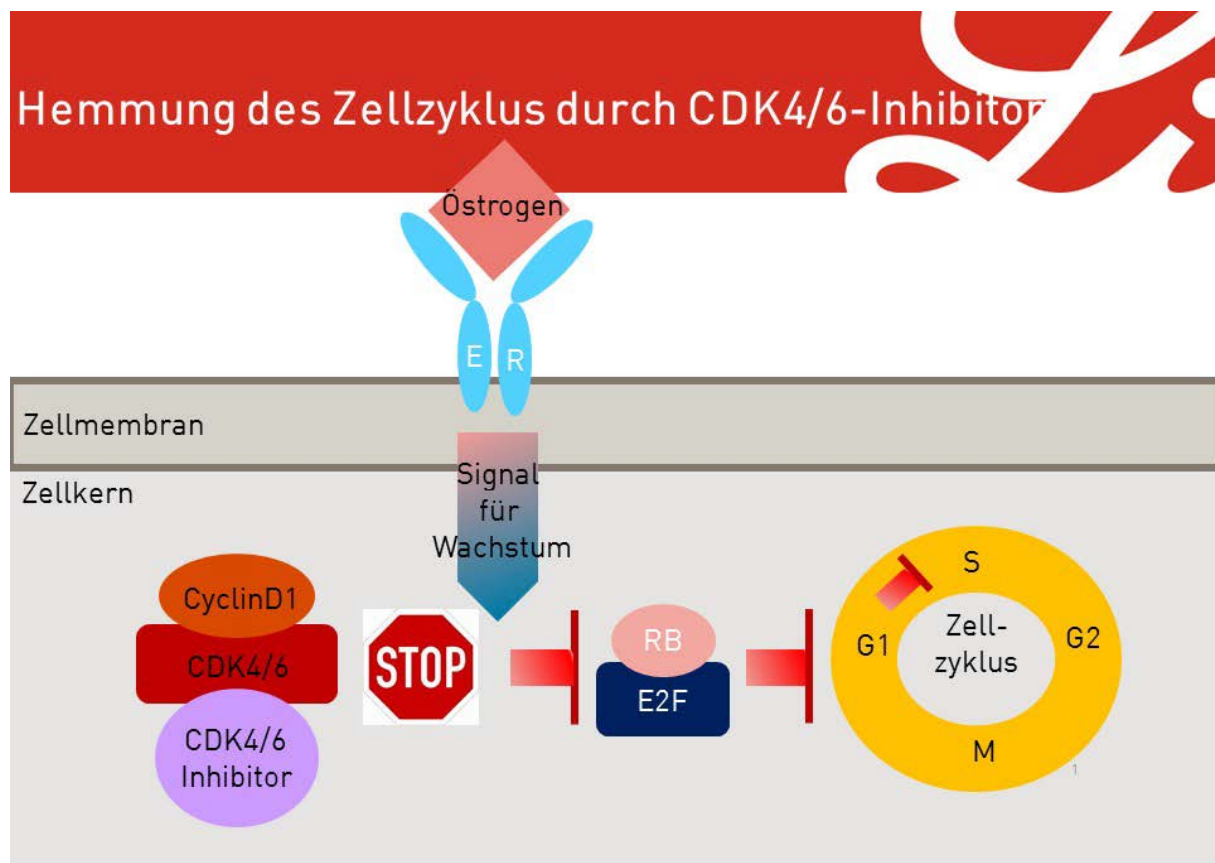 Hemmung des Zellzyklus durch CDK4/6-Inhibitor
Östrogen
E R
Zellmembran
Zellkern
Signal
für
Wachstum
CyclinD1
CDK4/6
CDK4/6
Inhibitor
STOP
RB
E2F
S
G1
Zell-
zyklus
G2
M
1